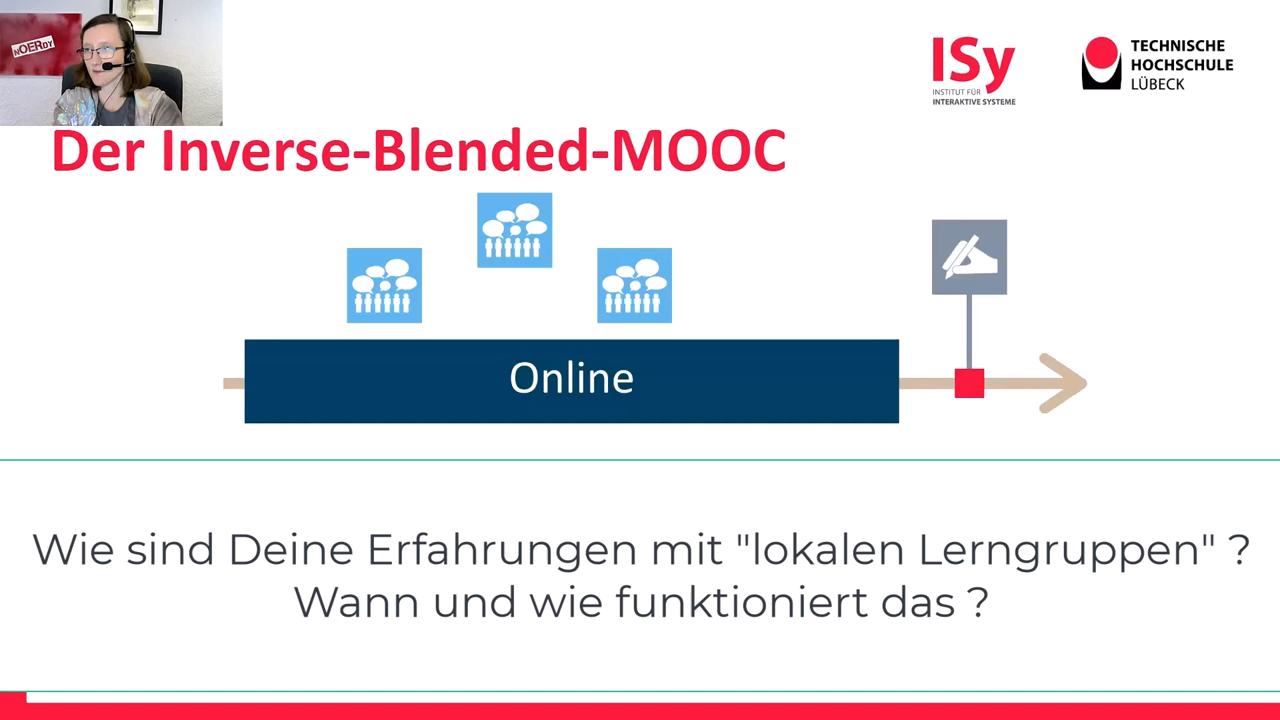 nOERdy
ISy
INSTITUT FÜR
INTERAKTIVE SYSTEME
TECHNISCHE
HOCHSCHULE
LÜBECK
Der Inverse-Blended-MOOC
Online
Wie sind Deine Erfahrungen mit "lokalen Lerngruppen" ?
Wann und wie funktioniert das ?